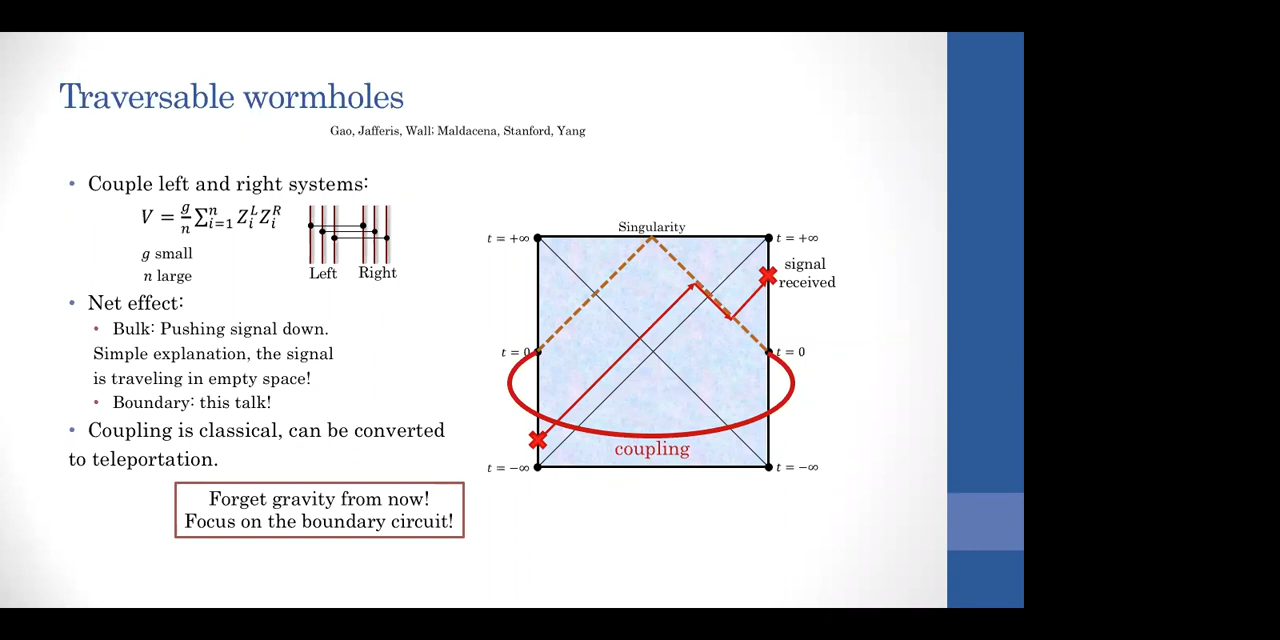 Traversable wormholes
Gao, Jafferis, Wall; Maldacena, Stanford, Yang
• Couple left and right systems:
V = g/n ∑ⁿᵢ₌₁ Zᵢᴸ Zᵢᴿ
g small
n large
Left Right
• Net effect:
• Bulk: Pushing signal down.
Simple explanation, the signal
is traveling in empty space!
• Boundary: this talk!
• Coupling is classical, can be converted
to teleportation.
Forget gravity from now!
Focus on the boundary circuit!
Singularity
t = +∞
t = +∞
signal
received
t = 0
t = 0
coupling
t = −∞
t = −∞